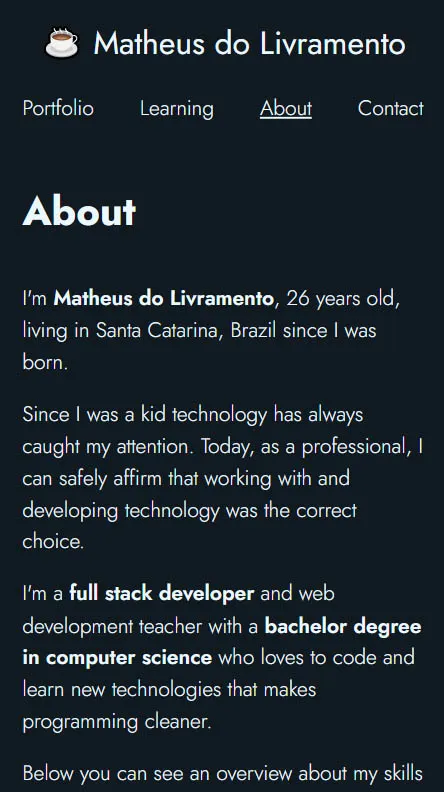 Matheus do Livramento
Portfolio Learning About Contact
About
I'm Matheus do Livramento, 26 years old,
living in Santa Catarina, Brazil since I was
born.
Since I was a kid technology has always
caught my attention. Today, as a professional, I
can safely affirm that working with and
developing technology was the correct
choice.
I'm a full stack developer and web
development teacher with a bachelor degree
in computer science who loves to code and
learn new technologies that makes
programming cleaner.
Below you can see an overview about my skills